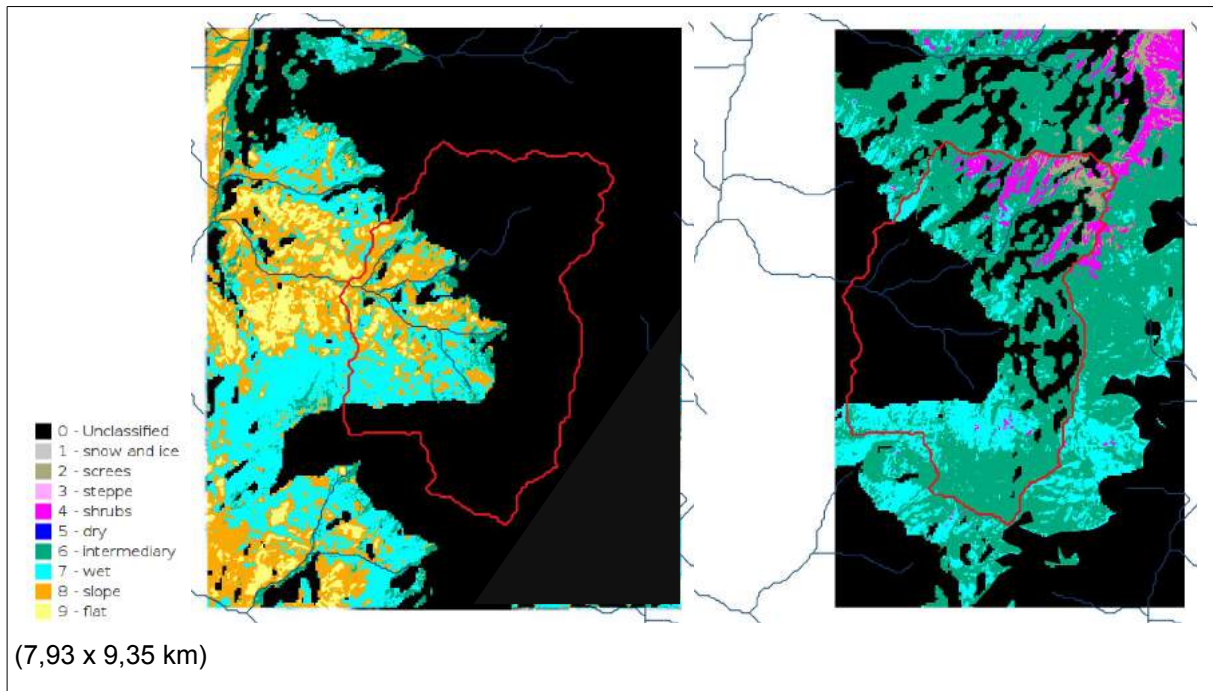 0 - Unclassified
1 - snow and ice
2 - screes
3 - steppe
4 - shrubs
5 - dry
6 - intermediary
7 - wet
8 - slope
9 - flat
(7,93 x 9,35 km)